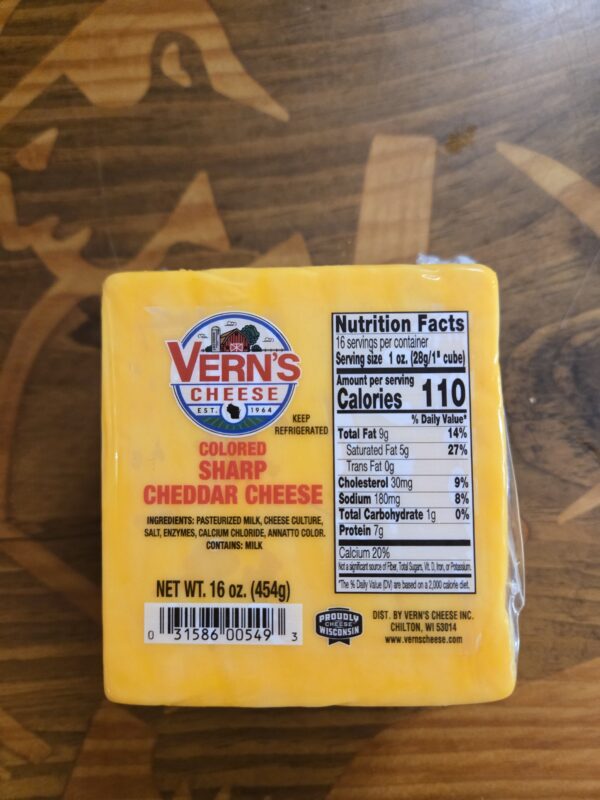 VERN'S
CHEESE
EST. 1964
KEEP
REFRIGERATED
COLORED
SHARP
CHEDDAR CHEESE
INGREDIENTS: PASTEURIZED MILK, CHEESE CULTURE,
SALT, ENZYMES, CALCIUM CHLORIDE, ANNATTO COLOR.
CONTAINS: MILK
NET WT. 16 oz. (454g)
0 31586 00549 3
Nutrition Facts
16 servings per container
Serving size 1 oz. (28g/1" cube)
Amount per serving
Calories 110
% Daily Value*
Total Fat 9g 14%
Saturated Fat 5g 27%
Trans Fat 0g
Cholesterol 30mg 9%
Sodium 180mg 8%
Total Carbohydrate 1g 0%
Protein 7g
Calcium 20%
Not a significant source of Fiber, Total Sugars, Vit. D, Iron, or Potassium.
*The % Daily Value (DV) are based on a 2,000 calorie diet.
PROUDLY
CHEESE
WISCONSIN
DIST. BY VERN'S CHEESE INC.
CHILTON, WI 53014
www.vernscheese.com